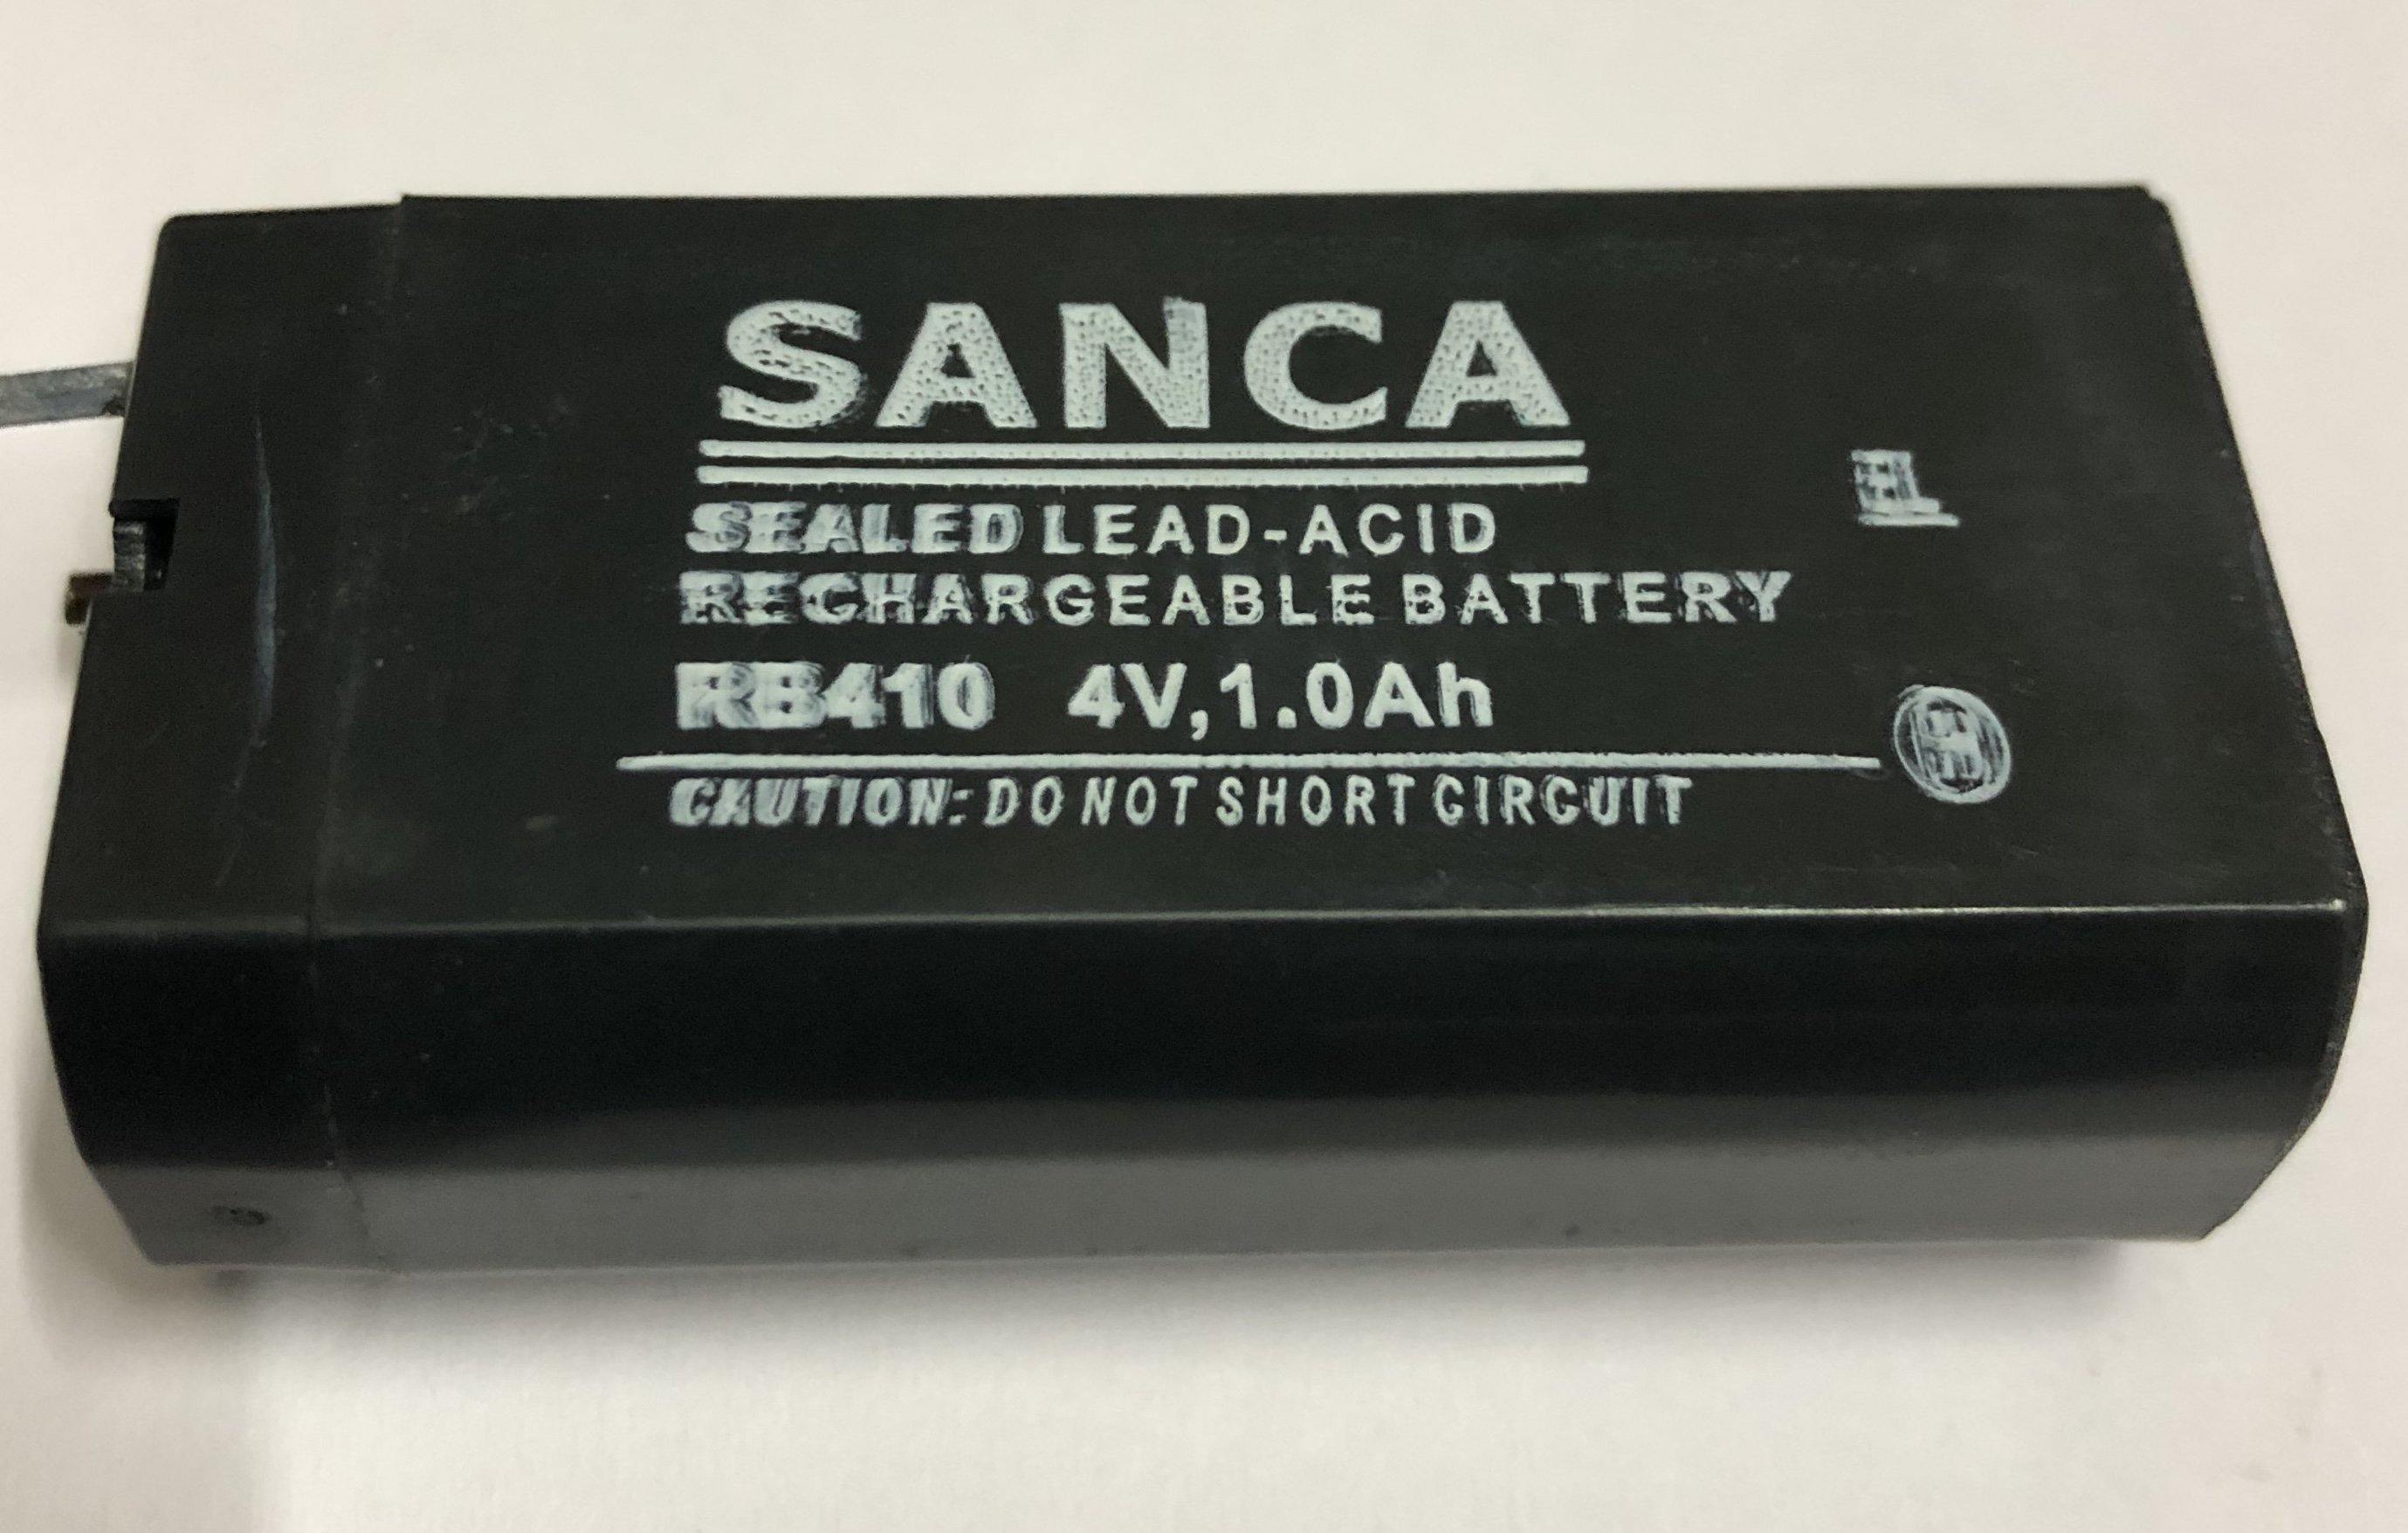 SANCA
SEALED LEAD-ACID
RECHARGEABLE BATTERY
RB410 4V,1.0Ah
CAUTION: DO NOT SHORT CIRCUIT